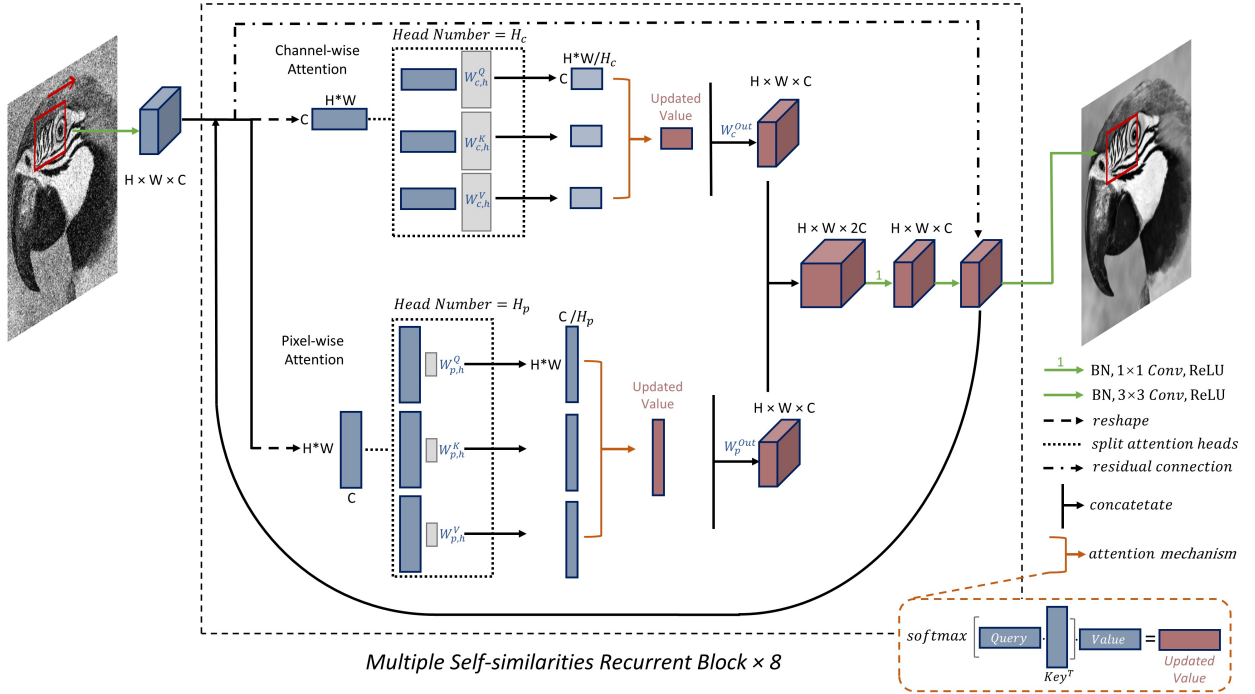 Head Number = H_c
Channel-wise
Attention
H*W/H_c
C
H*W
C
W^Q_{c,h}
W^K_{c,h}
W^V_{c,h}
Updated
Value
W_c^{Out}
H × W × C
H × W × C
H × W × 2C
H × W × C
1
Head Number = H_p
C /H_p
Pixel-wise
Attention
W^Q_{p,h}
H*W
W^K_{p,h}
W^V_{p,h}
H*W
C
Updated
Value
W_p^{Out}
H × W × C
1
BN, 1×1 Conv, ReLU
BN, 3×3 Conv, ReLU
reshape
split attention heads
residual connection
concatetate
attention mechanism
softmax [ Query · Key^T ] · Value =
Updated
Value
Multiple Self-similarities Recurrent Block × 8